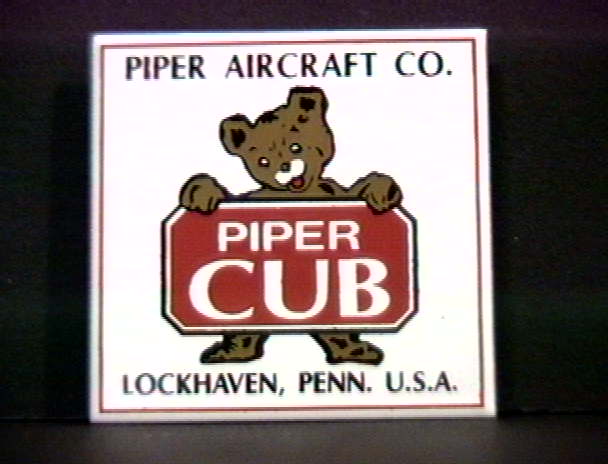 PIPER AIRCRAFT CO.
PIPER
CUB
LOCKHAVEN, PENN. U.S.A.